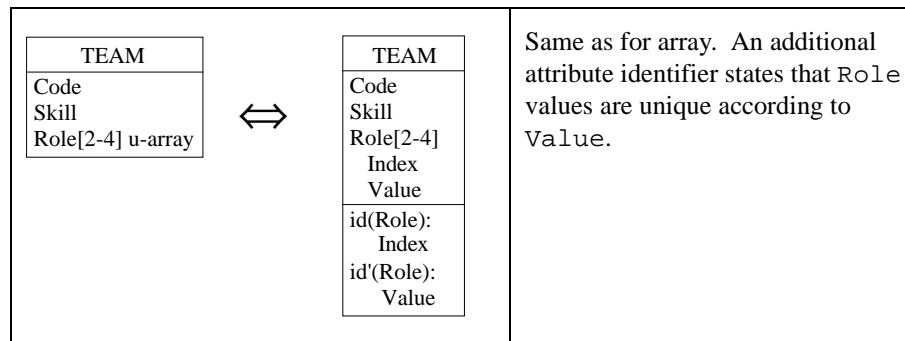 TEAM
Code
Skill
Role[2-4] u-array
⇔
TEAM
Code
Skill
Role[2-4]
Index
Value
id(Role):
Index
id'(Role):
Value
Same as for array. An additional
attribute identifier states that Role
values are unique according to
Value.